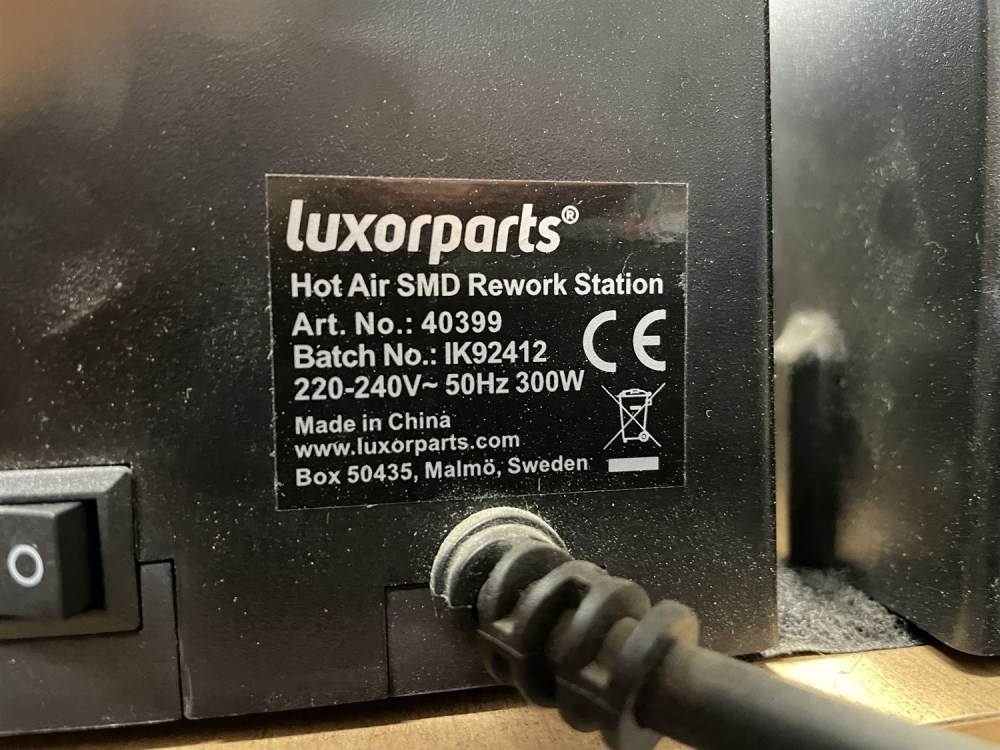 luxorparts®
Hot Air SMD Rework Station
Art. No.: 40399
Batch No.: IK92412
220-240V~ 50Hz 300W
CE
Made in China
www.luxorparts.com
Box 50435, Malmö, Sweden
O